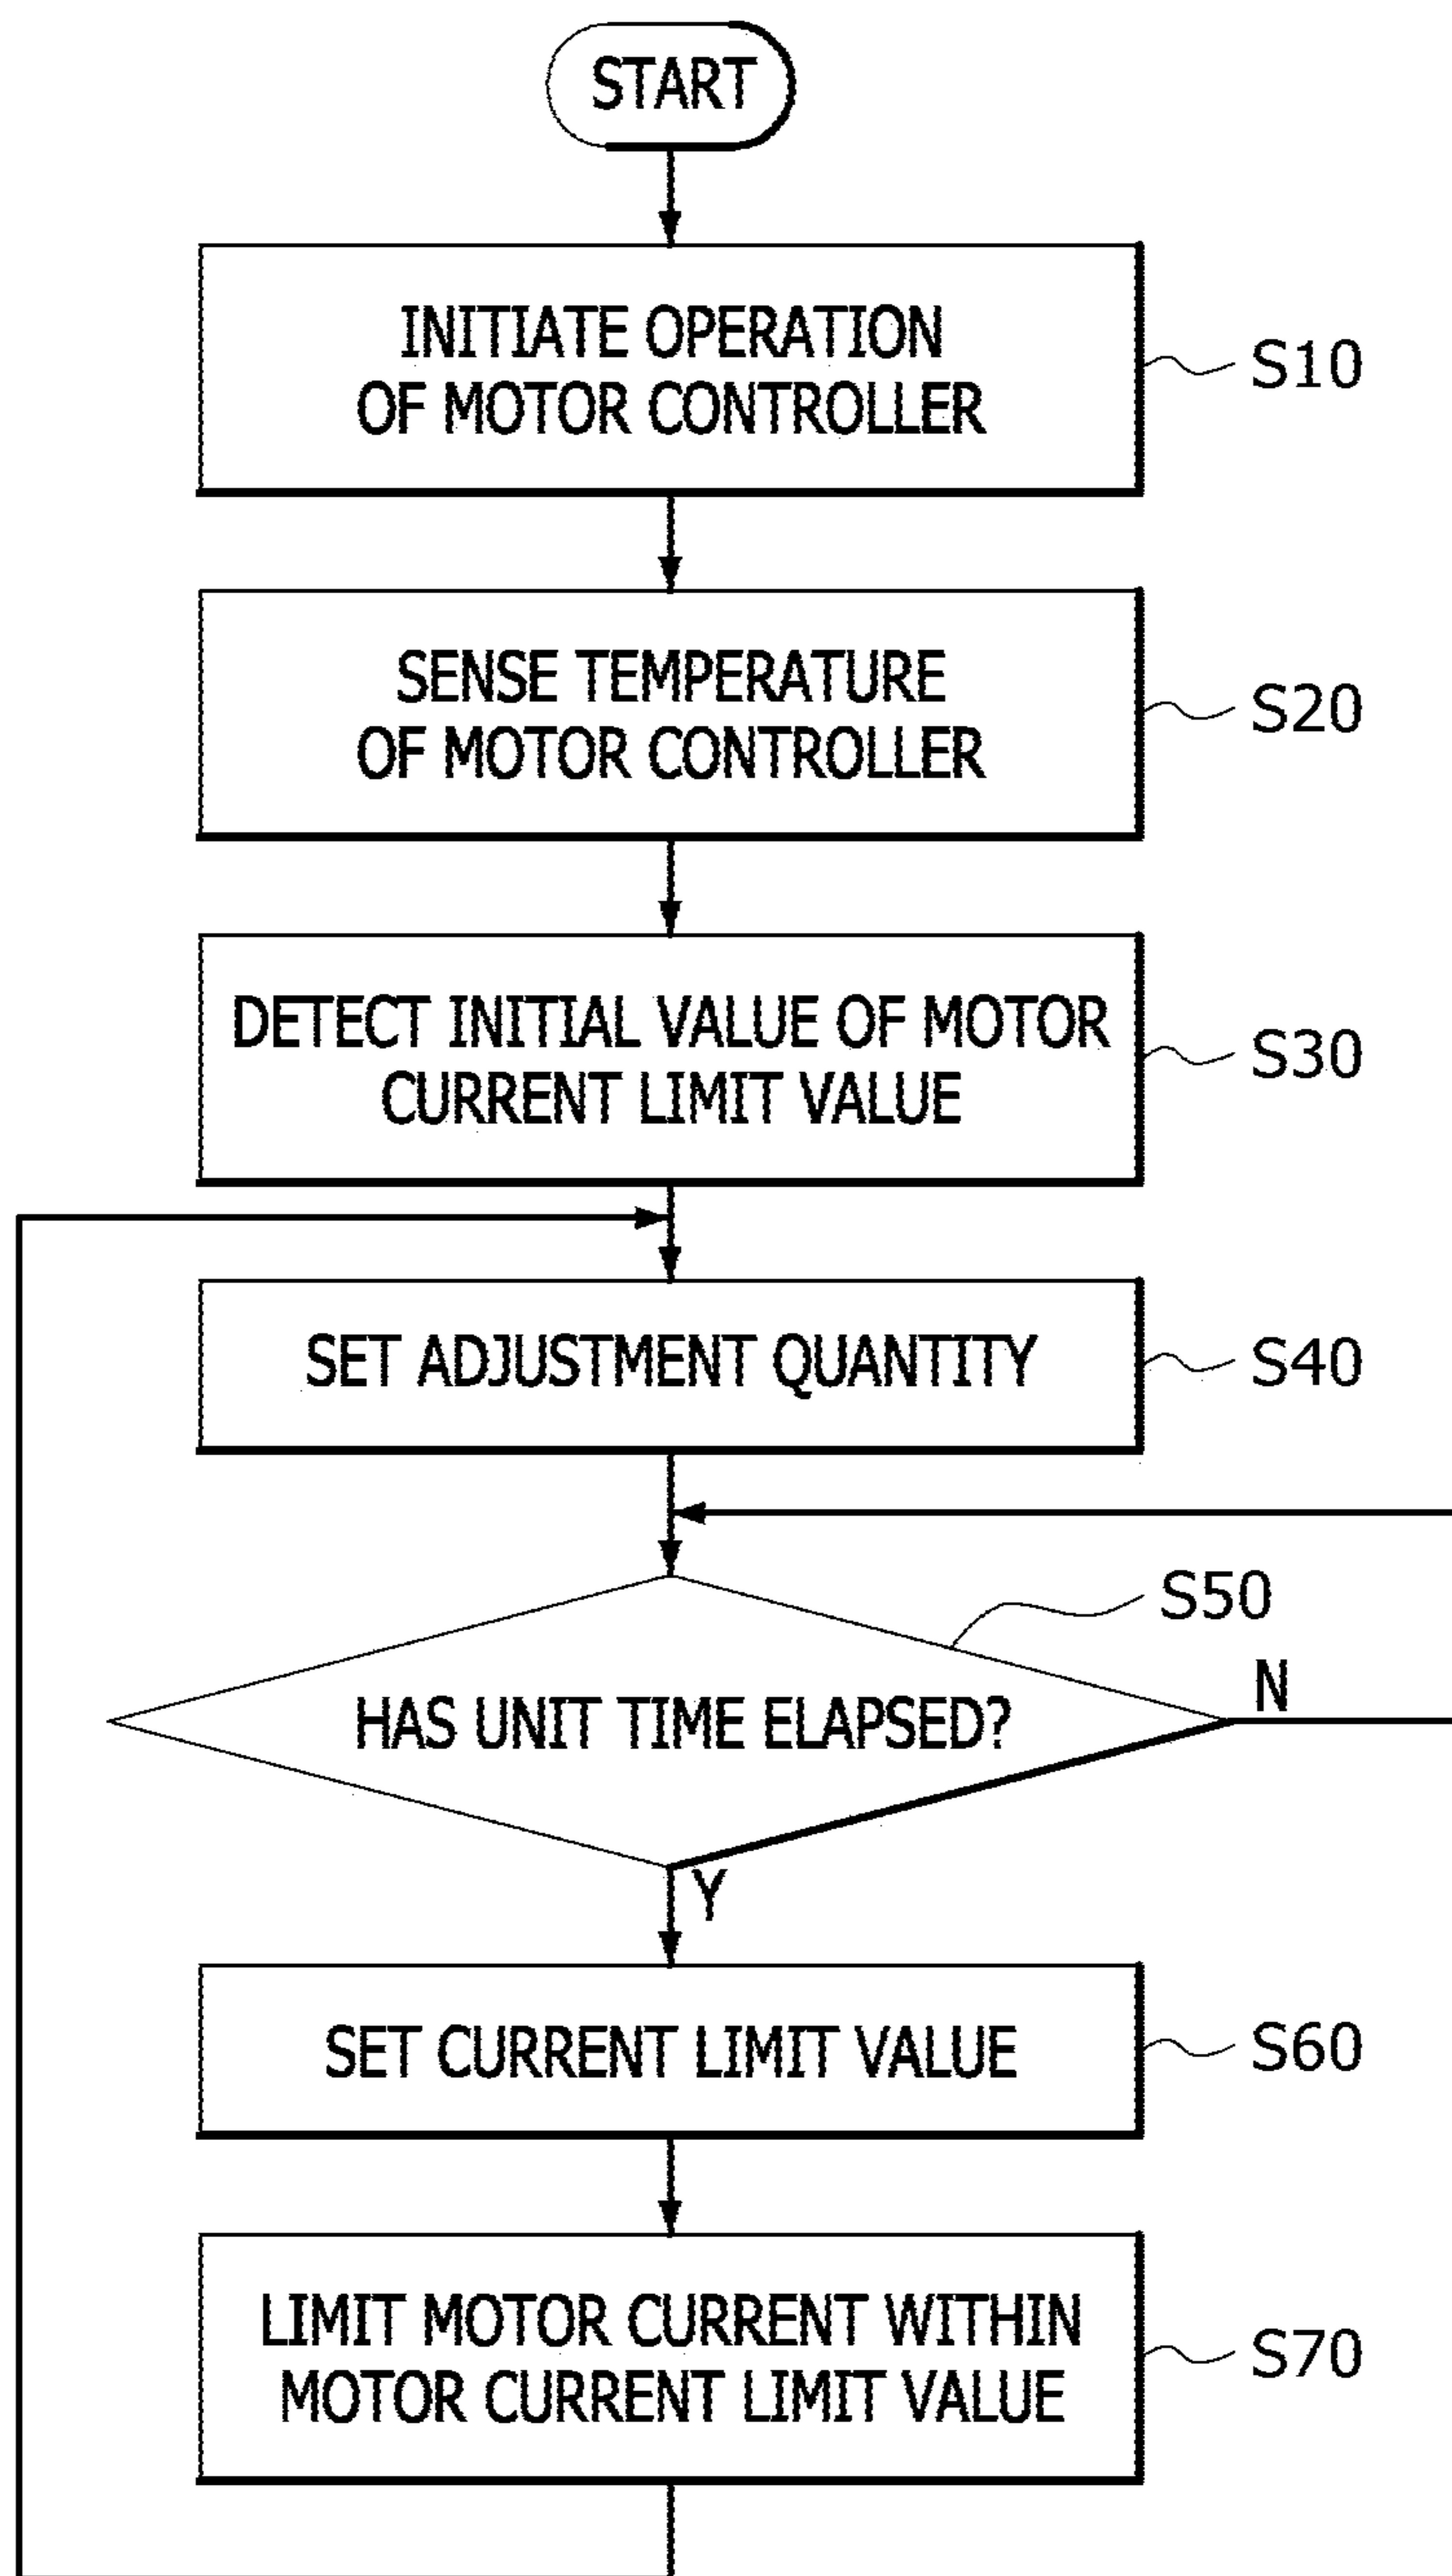 START
INITIATE OPERATION
OF MOTOR CONTROLLER
S10
SENSE TEMPERATURE
OF MOTOR CONTROLLER
S20
DETECT INITIAL VALUE OF MOTOR
CURRENT LIMIT VALUE
S30
SET ADJUSTMENT QUANTITY
S40
S50
HAS UNIT TIME ELAPSED?
N
Y
SET CURRENT LIMIT VALUE
S60
LIMIT MOTOR CURRENT WITHIN
MOTOR CURRENT LIMIT VALUE
S70